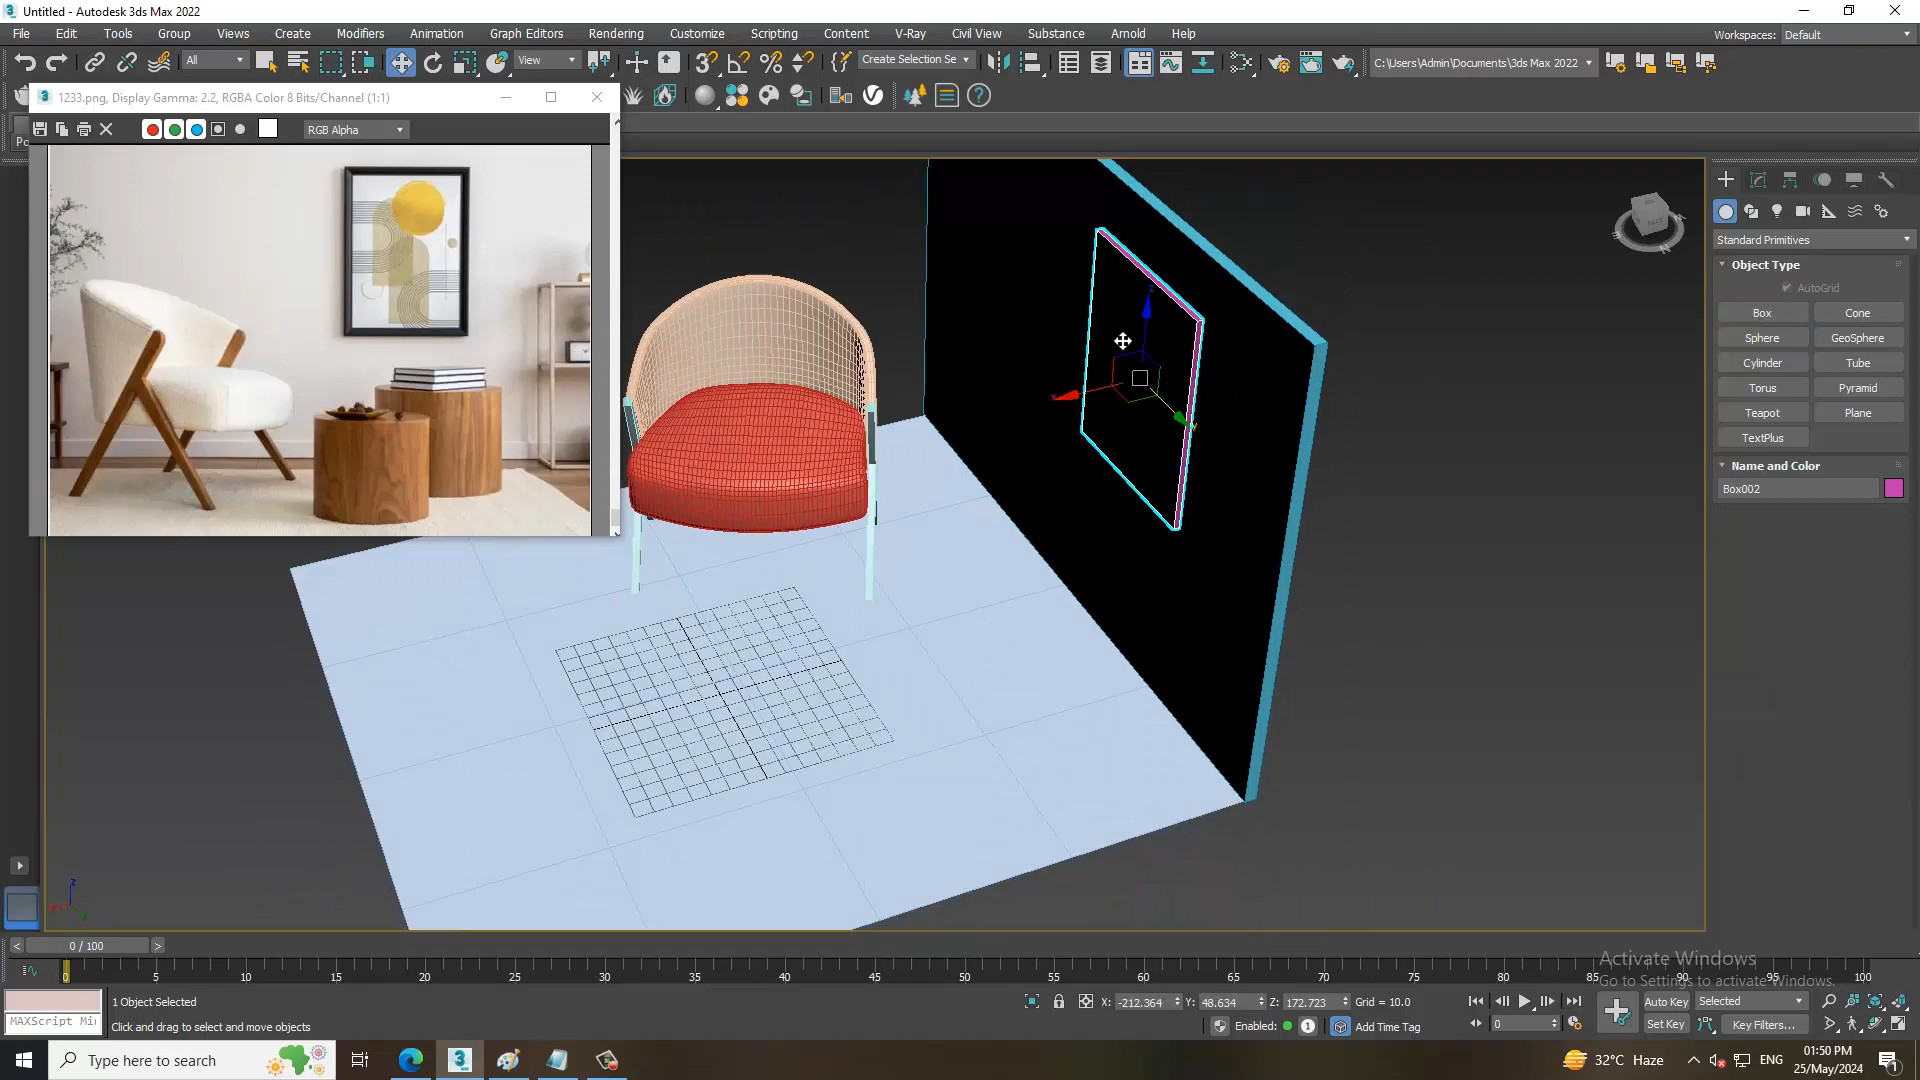 Untitled - Autodesk 3ds Max 2022
File Edit Tools Group Views Create Modifiers Animation Graph Editors Rendering Customize Scripting Content V-Ray Civil View Substance Arnold Help
Workspaces: Default
All
View
Create Selection Se
C:\Users\Admin\Documents\3ds Max 2022
1233.png, Display Gamma: 2.2, RGBA Color 8 Bits/Channel (1:1)
RGB Alpha
Standard Primitives
Object Type
AutoGrid
Box Cone
Sphere GeoSphere
Cylinder Tube
Torus Pyramid
Teapot Plane
TextPlus
Name and Color
Box002
0 / 100
0 5 10 15 20 25 30 35 40 45 50 55 60 65 70 75 80 85 90 95 100
Activate Windows
Go to Settings to activate Windows.
1 Object Selected
X: -212.364 Y: 48.634 Z: 172.723 Grid = 10.0
Auto Key Selected
MAXScript Mi
Click and drag to select and move objects
Enabled: 1 Add Time Tag
0
Set Key Key Filters...
Type here to search
32°C Haze
ENG
01:50 PM
25/May/2024
1